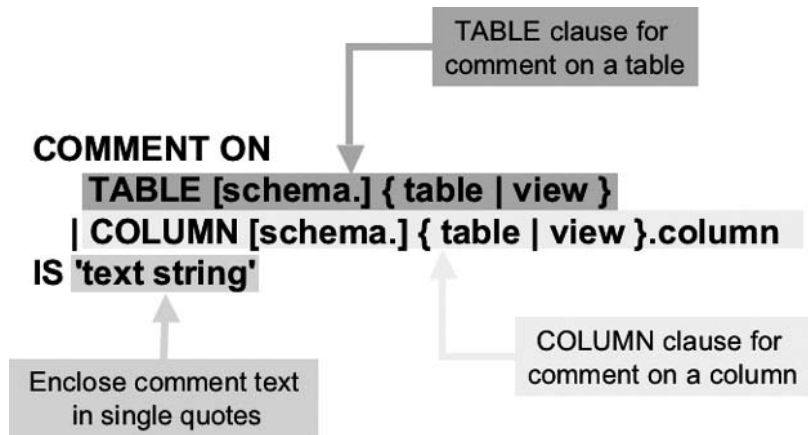 TABLE clause for
comment on a table
COMMENT ON
TABLE [schema.] { table | view }
| COLUMN [schema.] { table | view }.column
IS 'text string'
COLUMN clause for
comment on a column
Enclose comment text
in single quotes